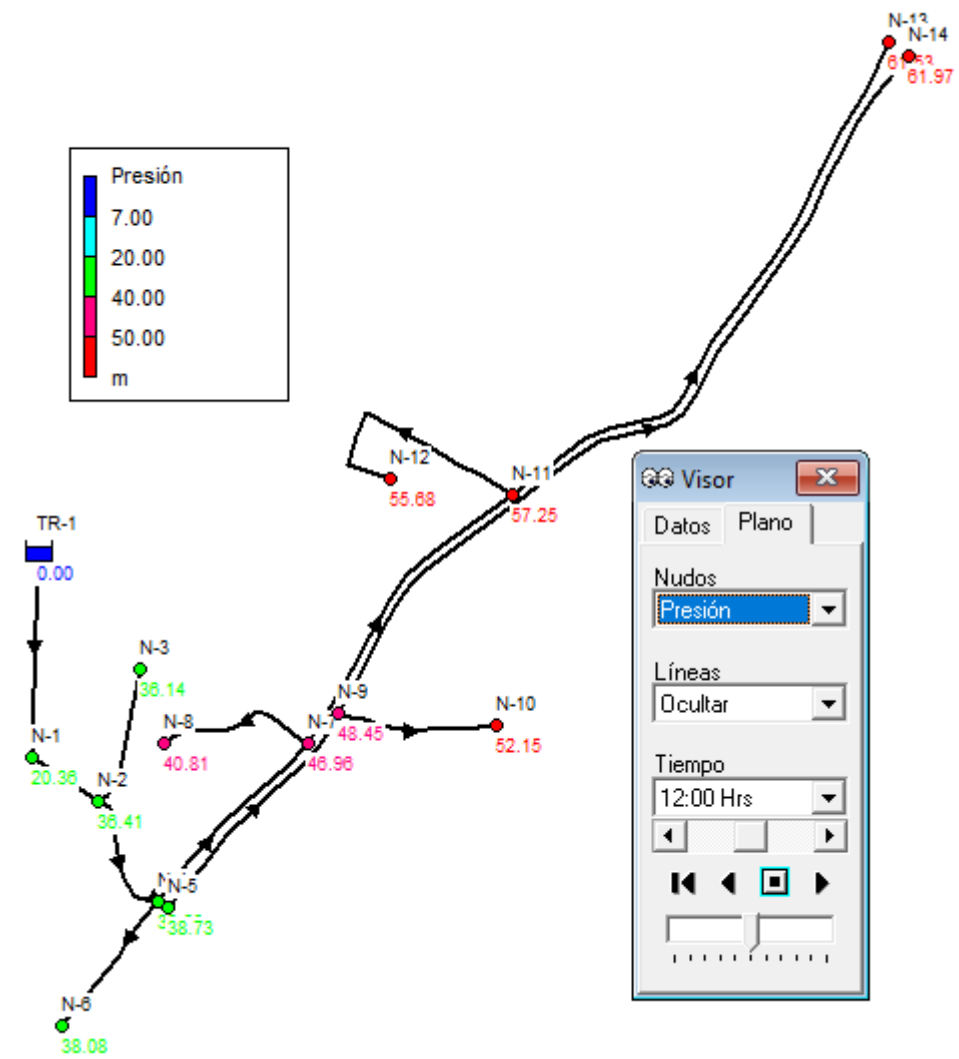 N-13
N-14
61.53
61.97
Presión
7.00
20.00
40.00
50.00
m
N-12
55.68
N-11
57.25
TR-1
0.00
N-3
36.14
N-1
20.36
N-2
36.41
N-8
40.81
N-7
46.96
N-9
48.45
N-10
52.15
N-5
38.73
N-6
38.08
Visor
Datos Plano
Nudos
Presión
Líneas
Ocultar
Tiempo
12:00 Hrs